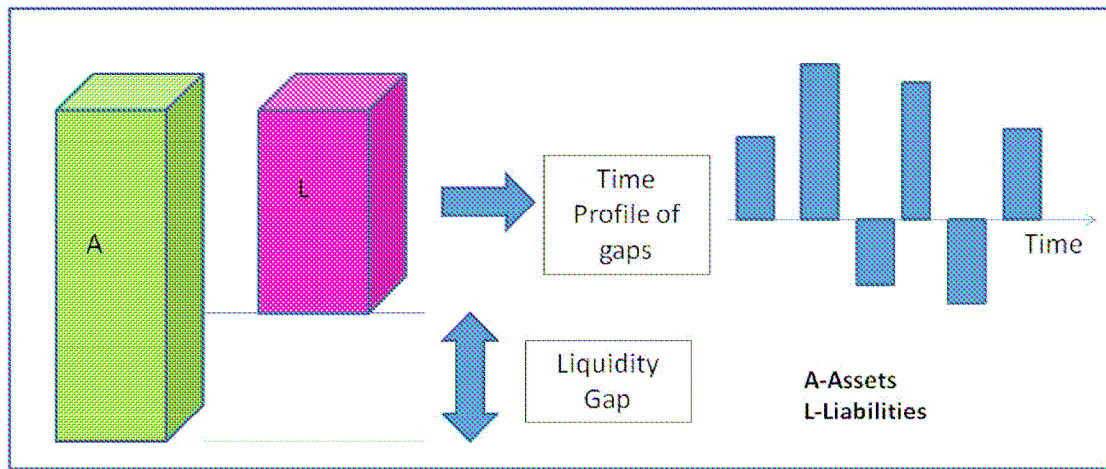 A
L
Time
Profile of
gaps
Time
Liquidity
Gap
A-Assets
L-Liabilities